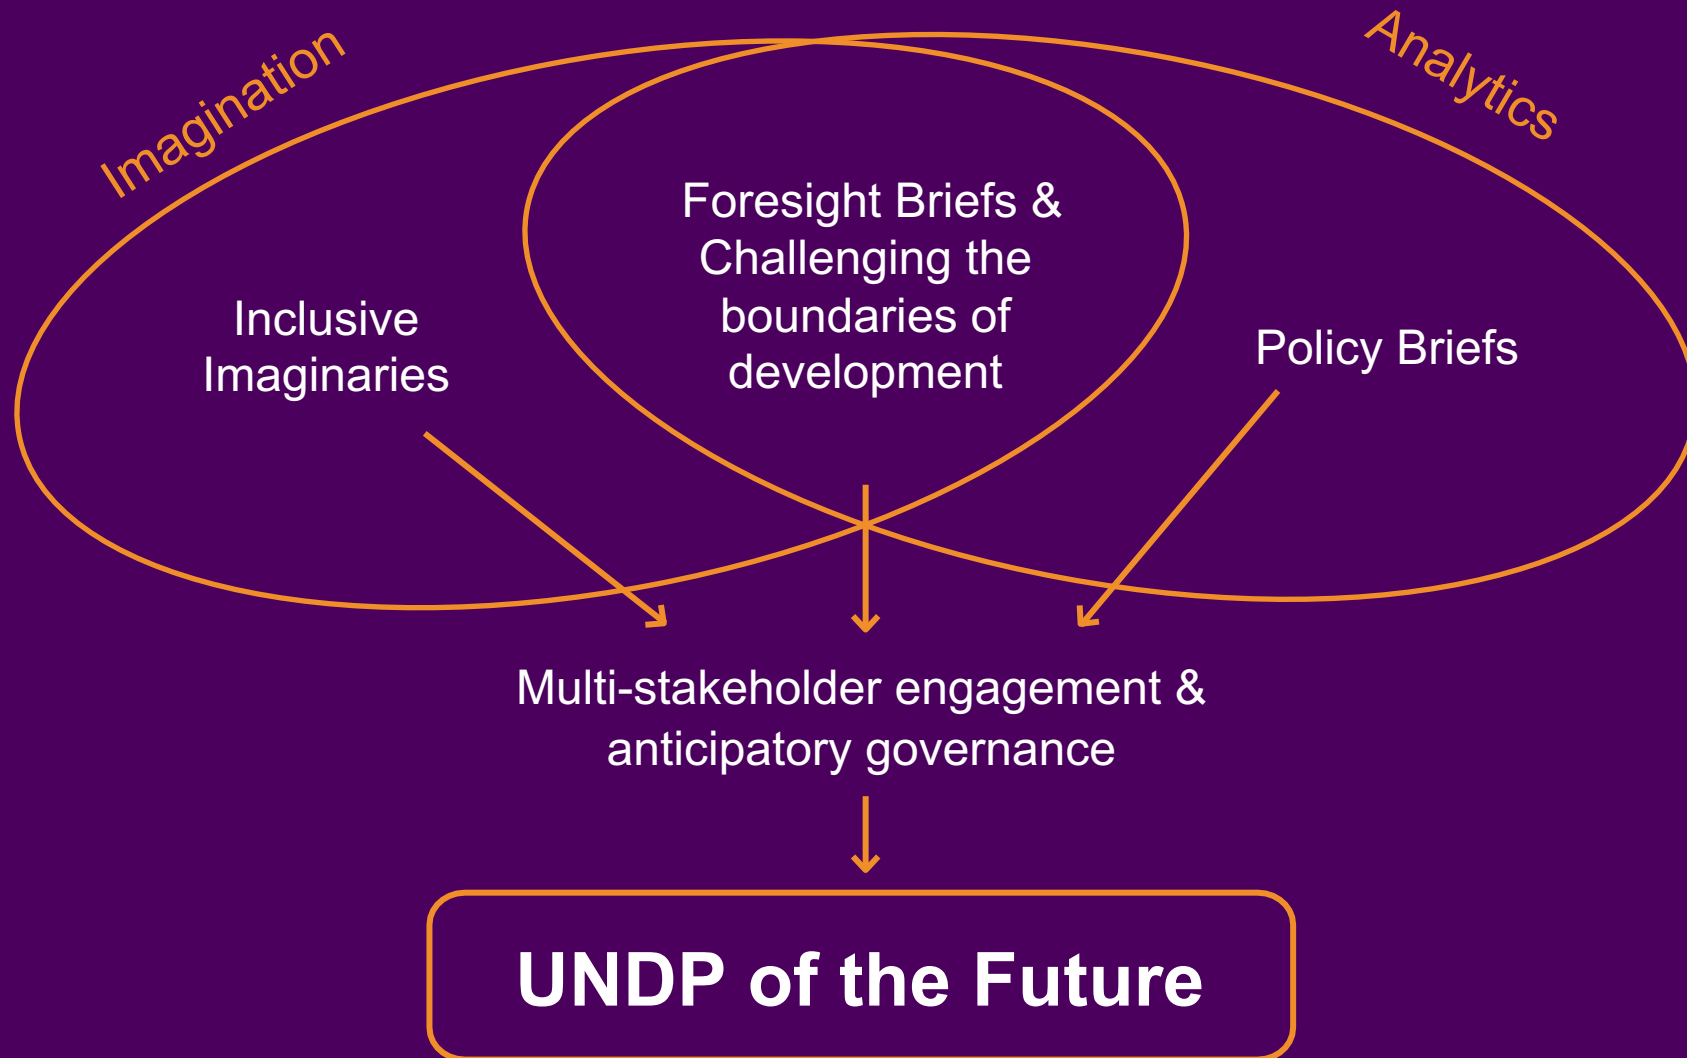 Imagination
Analytics
Foresight Briefs &
Challenging the
boundaries of
development
Inclusive
Imaginaries
Policy Briefs
Multi-stakeholder engagement &
anticipatory governance
UNDP of the Future